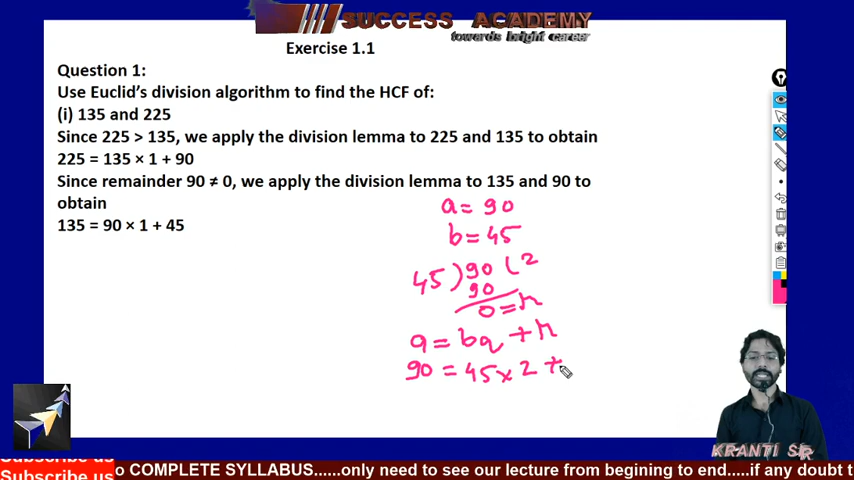 SUCCESS ACADEMY
towards bright career
Exercise 1.1
Question 1:
Use Euclid's division algorithm to find the HCF of:
(i) 135 and 225
Since 225 > 135, we apply the division lemma to 225 and 135 to obtain
225 = 135 × 1 + 90
Since remainder 90 ≠ 0, we apply the division lemma to 135 and 90 to
obtain
135 = 90 × 1 + 45
a = 90
b = 45
45 ) 90 ( 2
90
0 = r
a = bq + r
90 = 45 × 2 +
KRANTI SIR
Subscribe us
Subscribe us
o COMPLETE SYLLABUS......only need to see our lecture from begining to end.....if any doubt t